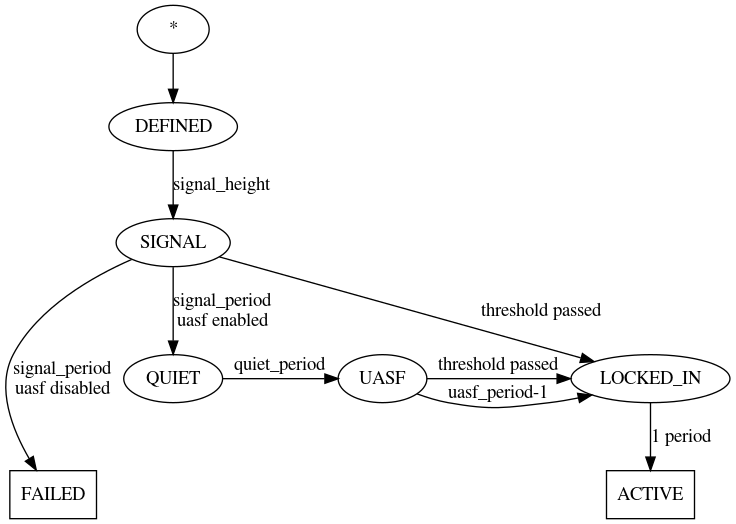 *
DEFINED
signal_height
SIGNAL
signal_period
uasf enabled
threshold passed
signal_period
uasf disabled
QUIET
quiet_period
UASF
threshold passed
uasf_period-1
LOCKED_IN
1 period
FAILED
ACTIVE